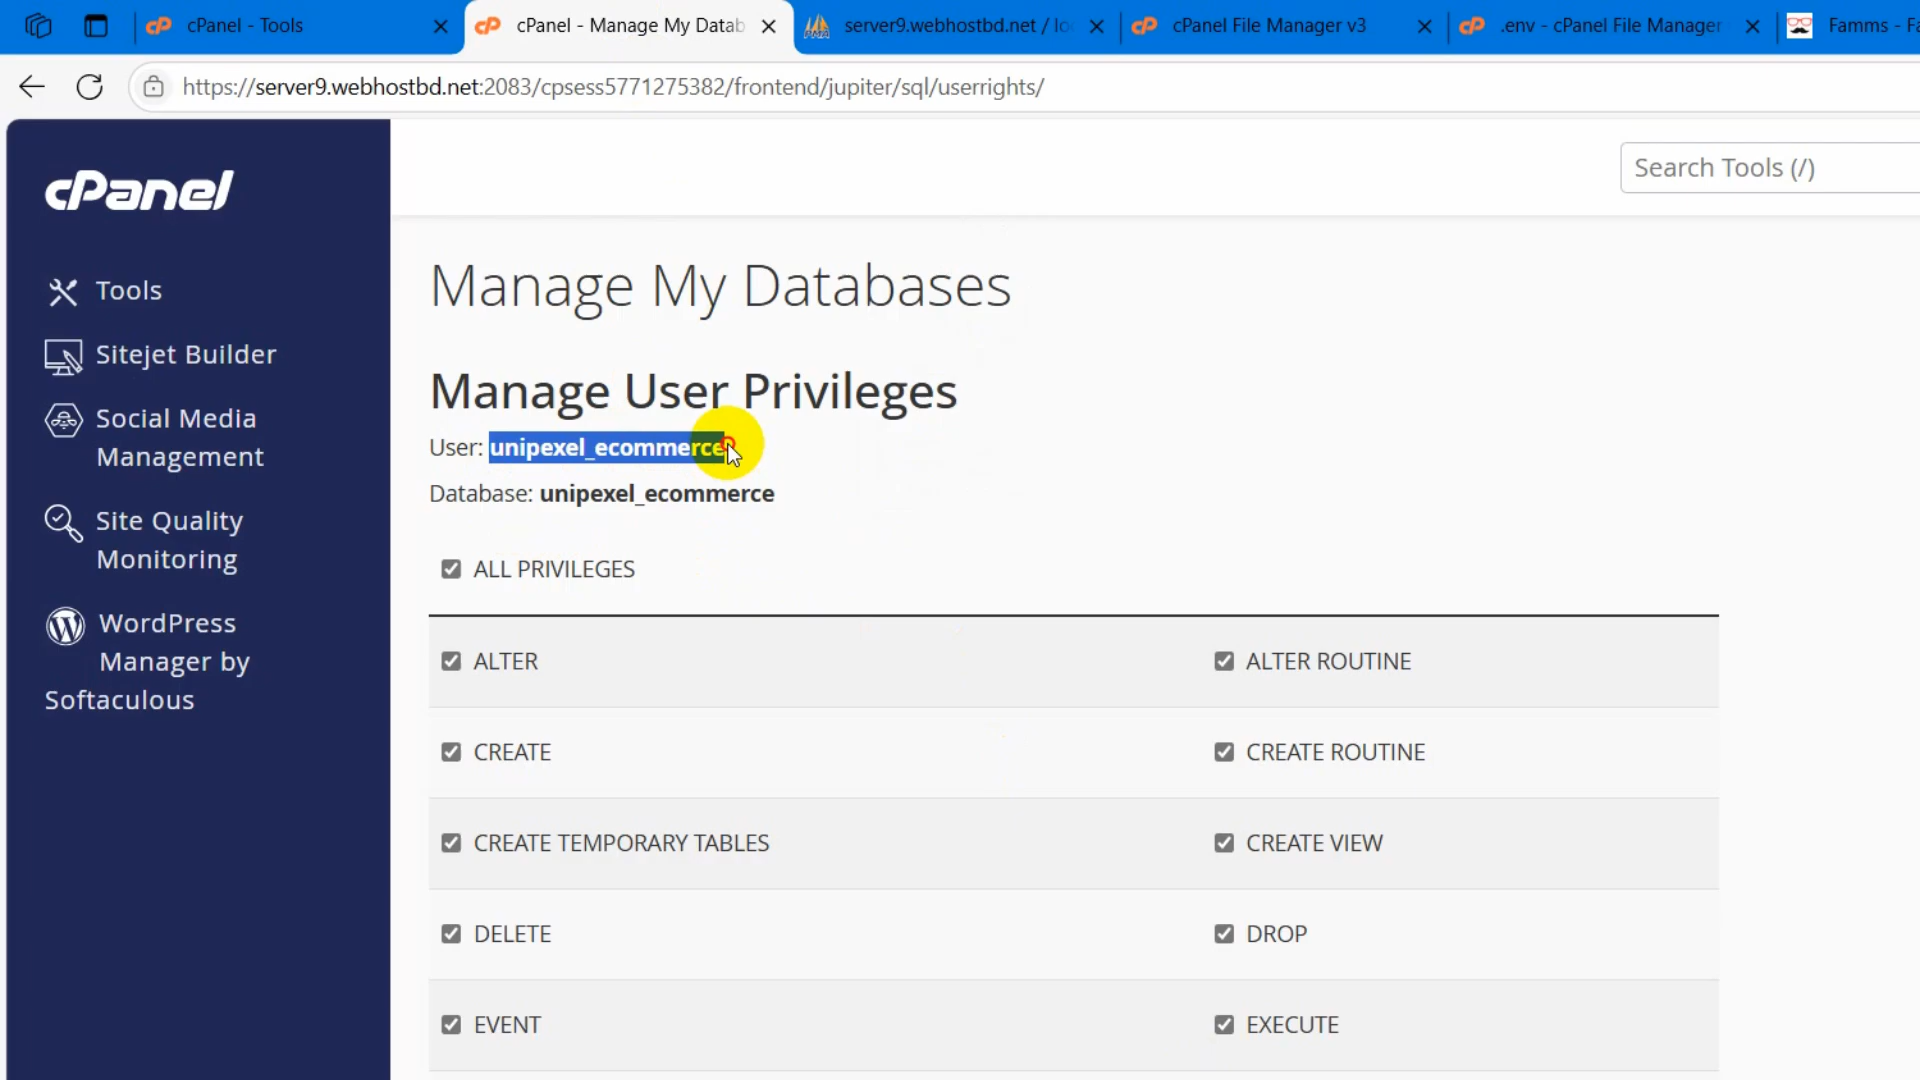 cPanel - Tools
cPanel - Manage My Datab
server9.webhostbd.net / lo
cPanel File Manager v3
.env - cPanel File Manager
Famms - Fa
https://server9.webhostbd.net:2083/cpsess5771275382/frontend/jupiter/sql/userrights/
cPanel
Search Tools (/)
Tools
Sitejet Builder
Social Media
Management
Site Quality
Monitoring
WordPress
Manager by
Softaculous
Manage My Databases
Manage User Privileges
User: unipexel_ecommerce
Database: unipexel_ecommerce
ALL PRIVILEGES
ALTER
ALTER ROUTINE
CREATE
CREATE ROUTINE
CREATE TEMPORARY TABLES
CREATE VIEW
DELETE
DROP
EVENT
EXECUTE